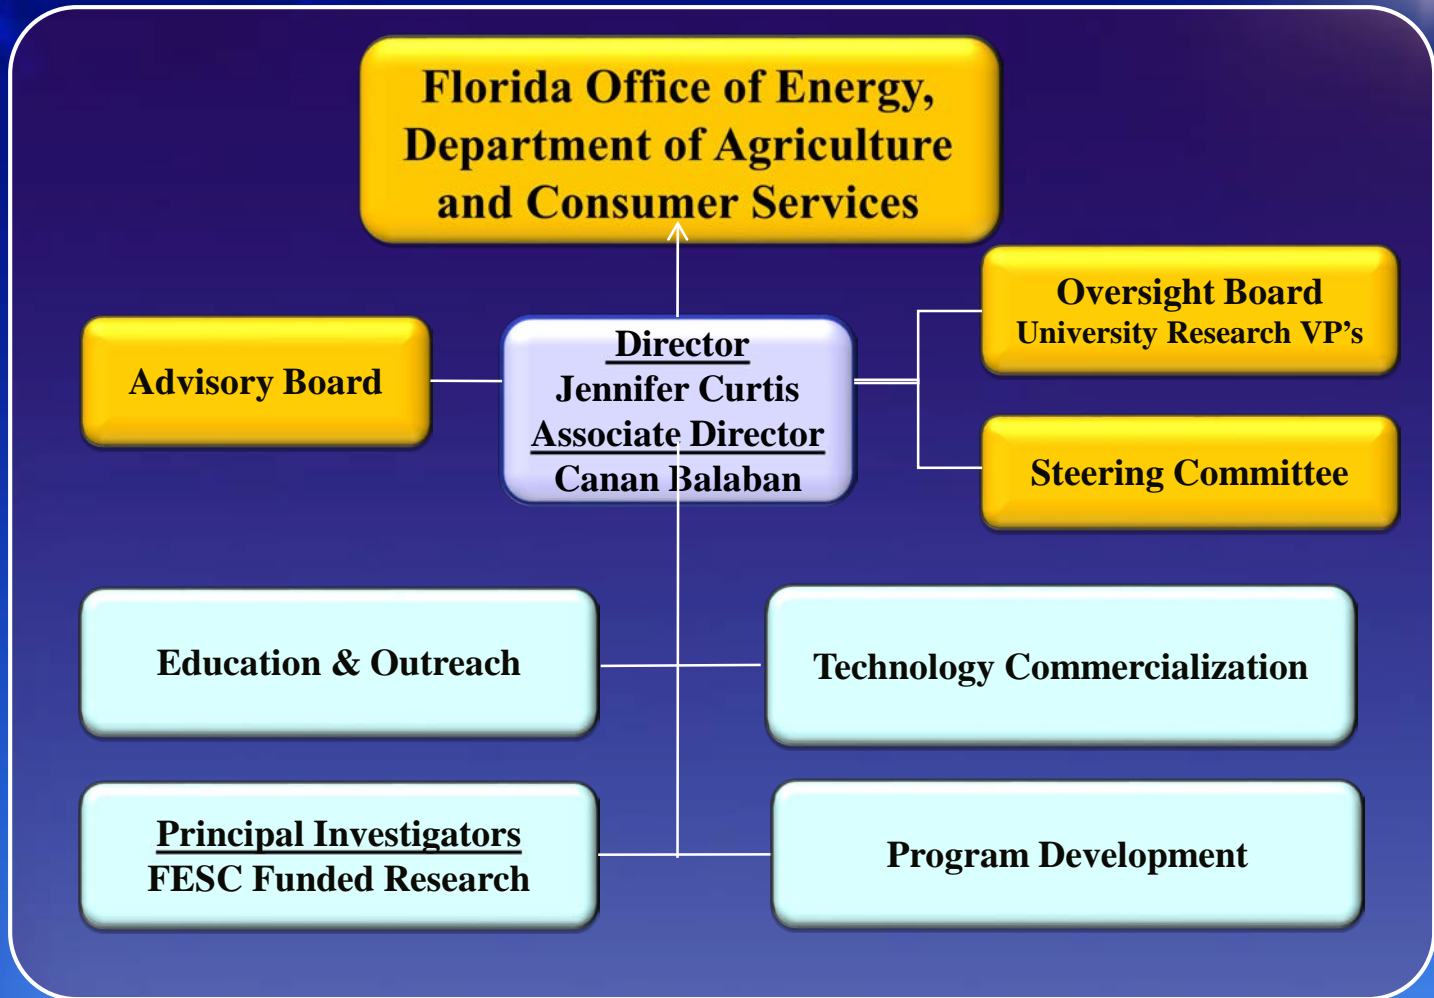 Florida Office of Energy,
Department of Agriculture
and Consumer Services
Oversight Board
University Research VP's
Advisory Board
Director
Jennifer Curtis
Associate Director
Canan Balaban
Steering Committee
Education & Outreach
Technology Commercialization
Principal Investigators
FESC Funded Research
Program Development